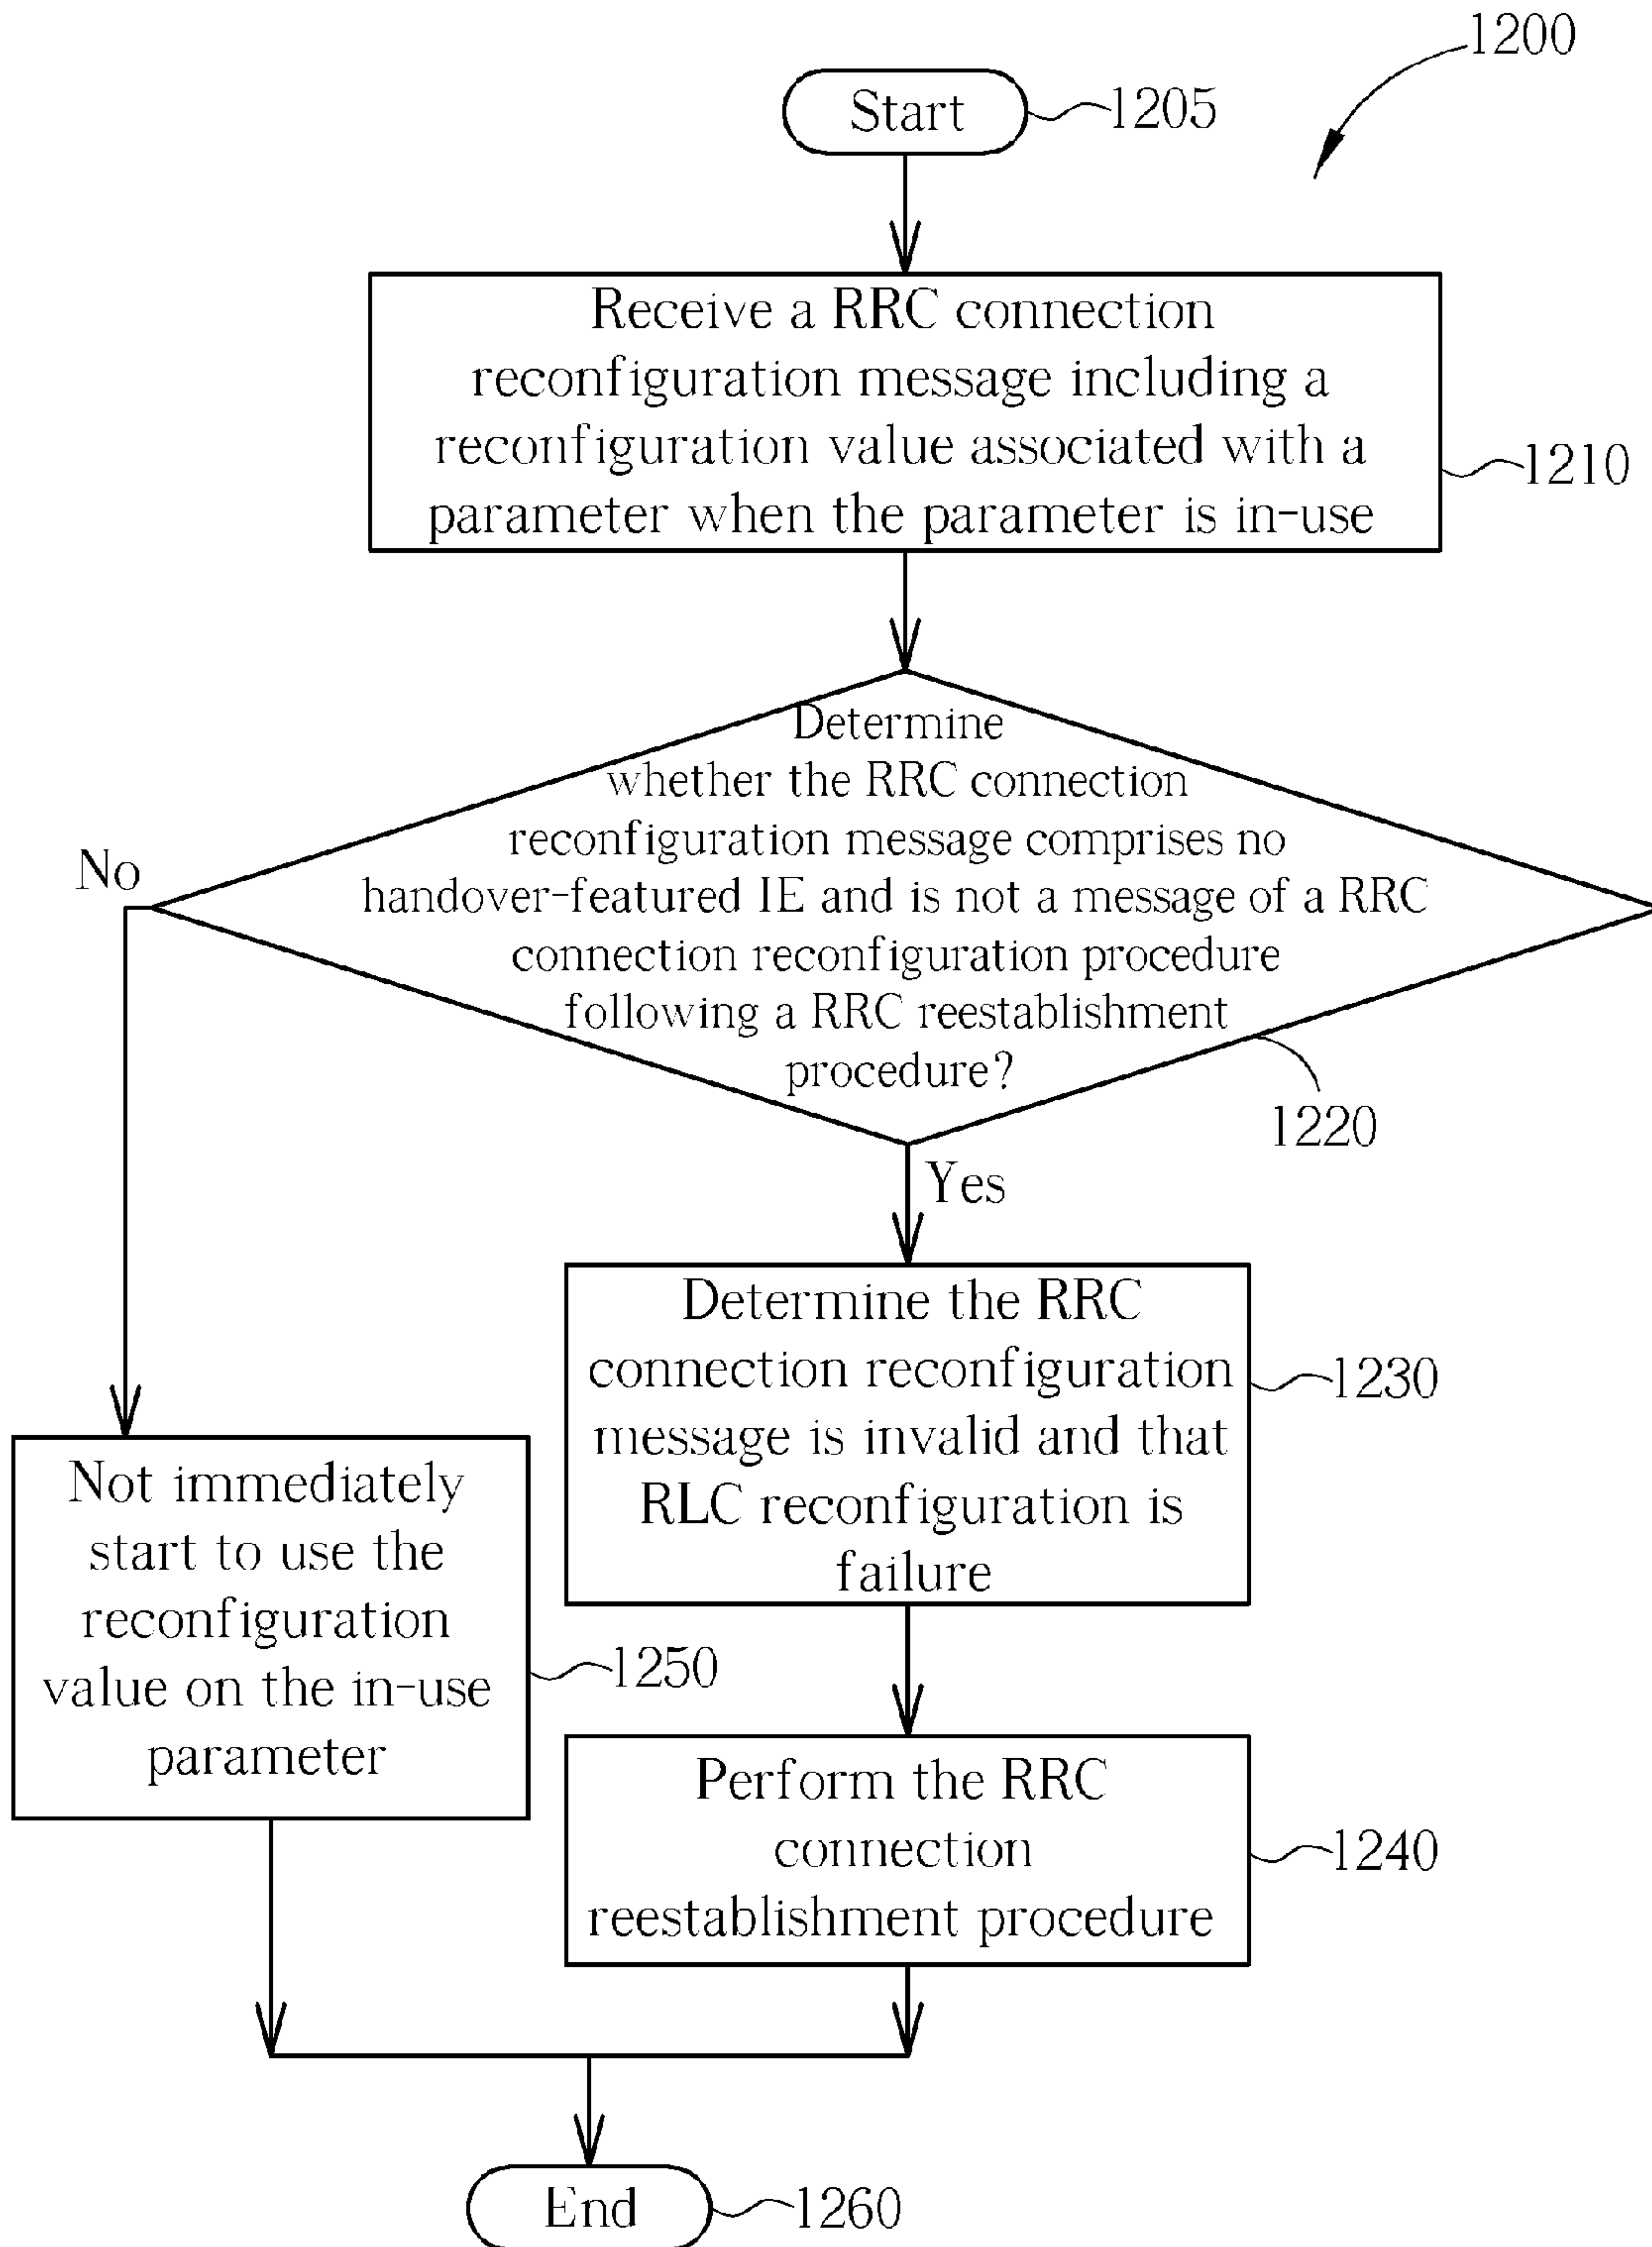 1200
Start
1205
Receive a RRC connection
reconfiguration message including a
reconfiguration value associated with a
parameter when the parameter is in-use
1210
Determine
whether the RRC connection
reconfiguration message comprises no
handover-featured IE and is not a message of a RRC
connection reconfiguration procedure
following a RRC reestablishment
procedure?
1220
No
Yes
Determine the RRC
connection reconfiguration
message is invalid and that
RLC reconfiguration is
failure
1230
Not immediately
start to use the
reconfiguration
value on the in-use
parameter
1250
Perform the RRC
connection
reestablishment procedure
1240
End
1260